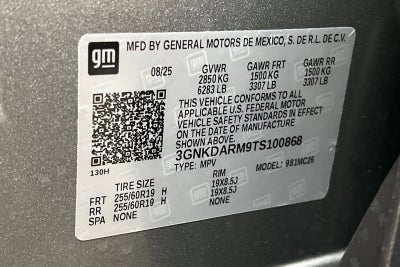 gm
MFD BY GENERAL MOTORS DE MEXICO, S. DE R.L. DE C.V.
08/25 GVWR GAWR FRT GAWR RR
2850 KG 1500 KG 1500 KG
6283 LB 3307 LB 3307 LB
THIS VEHICLE CONFORMS TO ALL
APPLICABLE U.S. FEDERAL MOTOR
VEHICLE SAFETY STANDARDS IN EFFECT ON
THE DATE OF MANUFACTURE SHOWN ABOVE.
3GNKDARM9TS100868
130H TYPE: MPV MODEL: 981MC26
TIRE SIZE RIM
FRT 255/60R19 H 19X8.5J
RR 255/60R19 H 19X8.5J
SPA NONE NONE